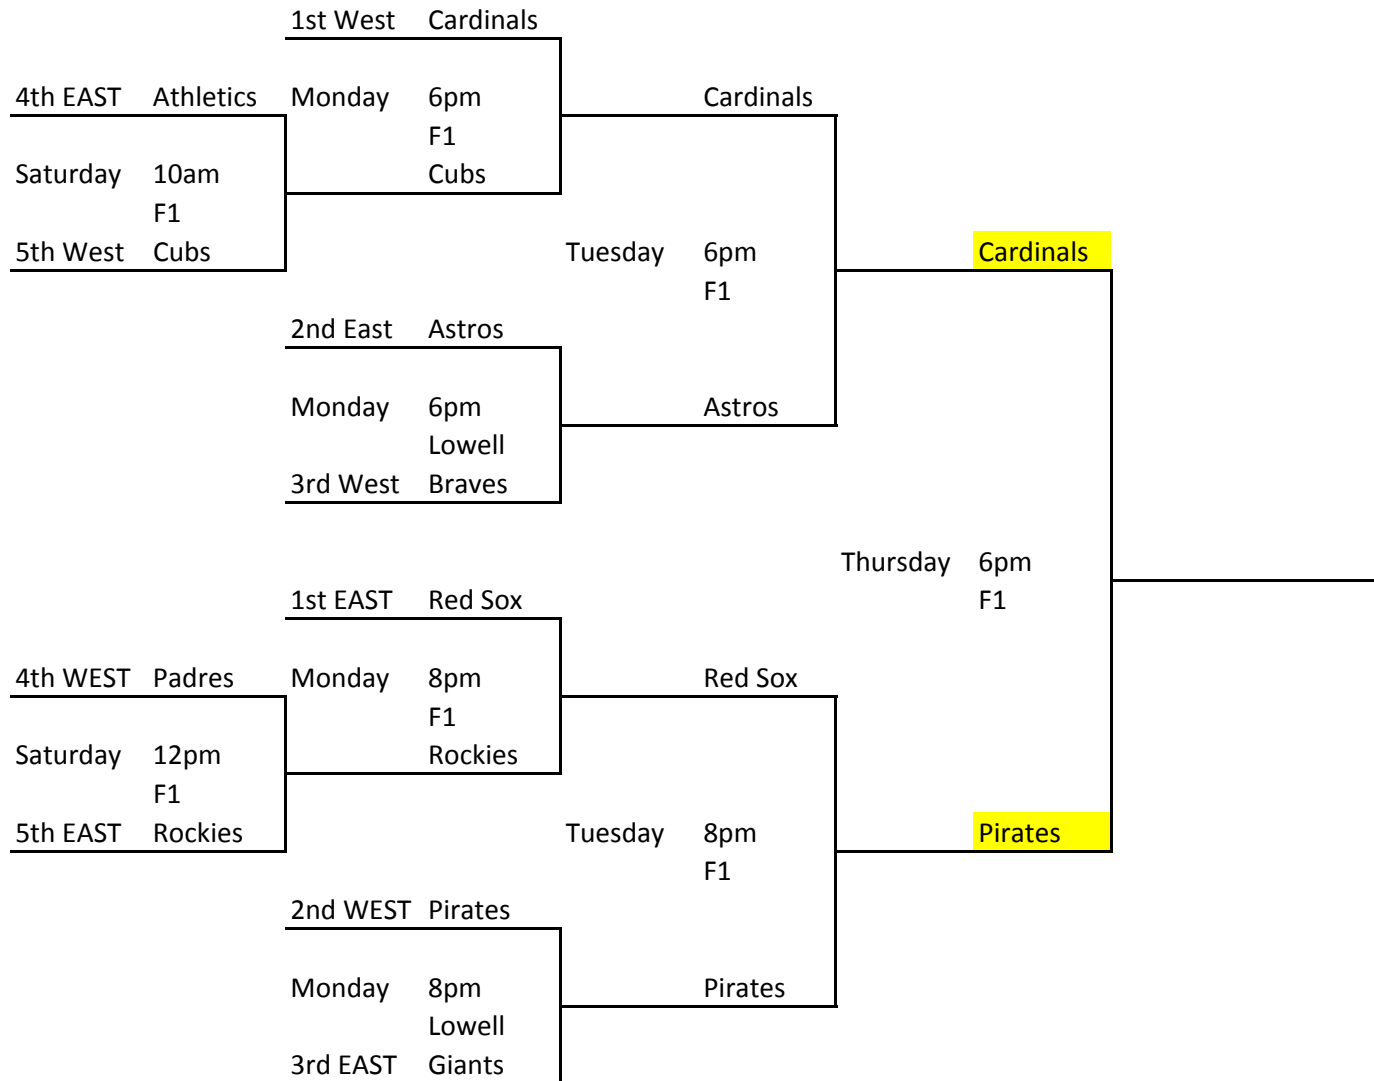 1st West Cardinals
4th EAST Athletics Monday 6pm Cardinals
F1
Saturday 10am Cubs
F1
5th West Cubs Tuesday 6pm Cardinals
F1
2nd East Astros
Monday 6pm Astros
Lowell
3rd West Braves
Thursday 6pm
1st EAST Red Sox F1
4th WEST Padres Monday 8pm Red Sox
F1
Saturday 12pm Rockies
F1
5th EAST Rockies Tuesday 8pm Pirates
F1
2nd WEST Pirates
Monday 8pm Pirates
Lowell
3rd EAST Giants